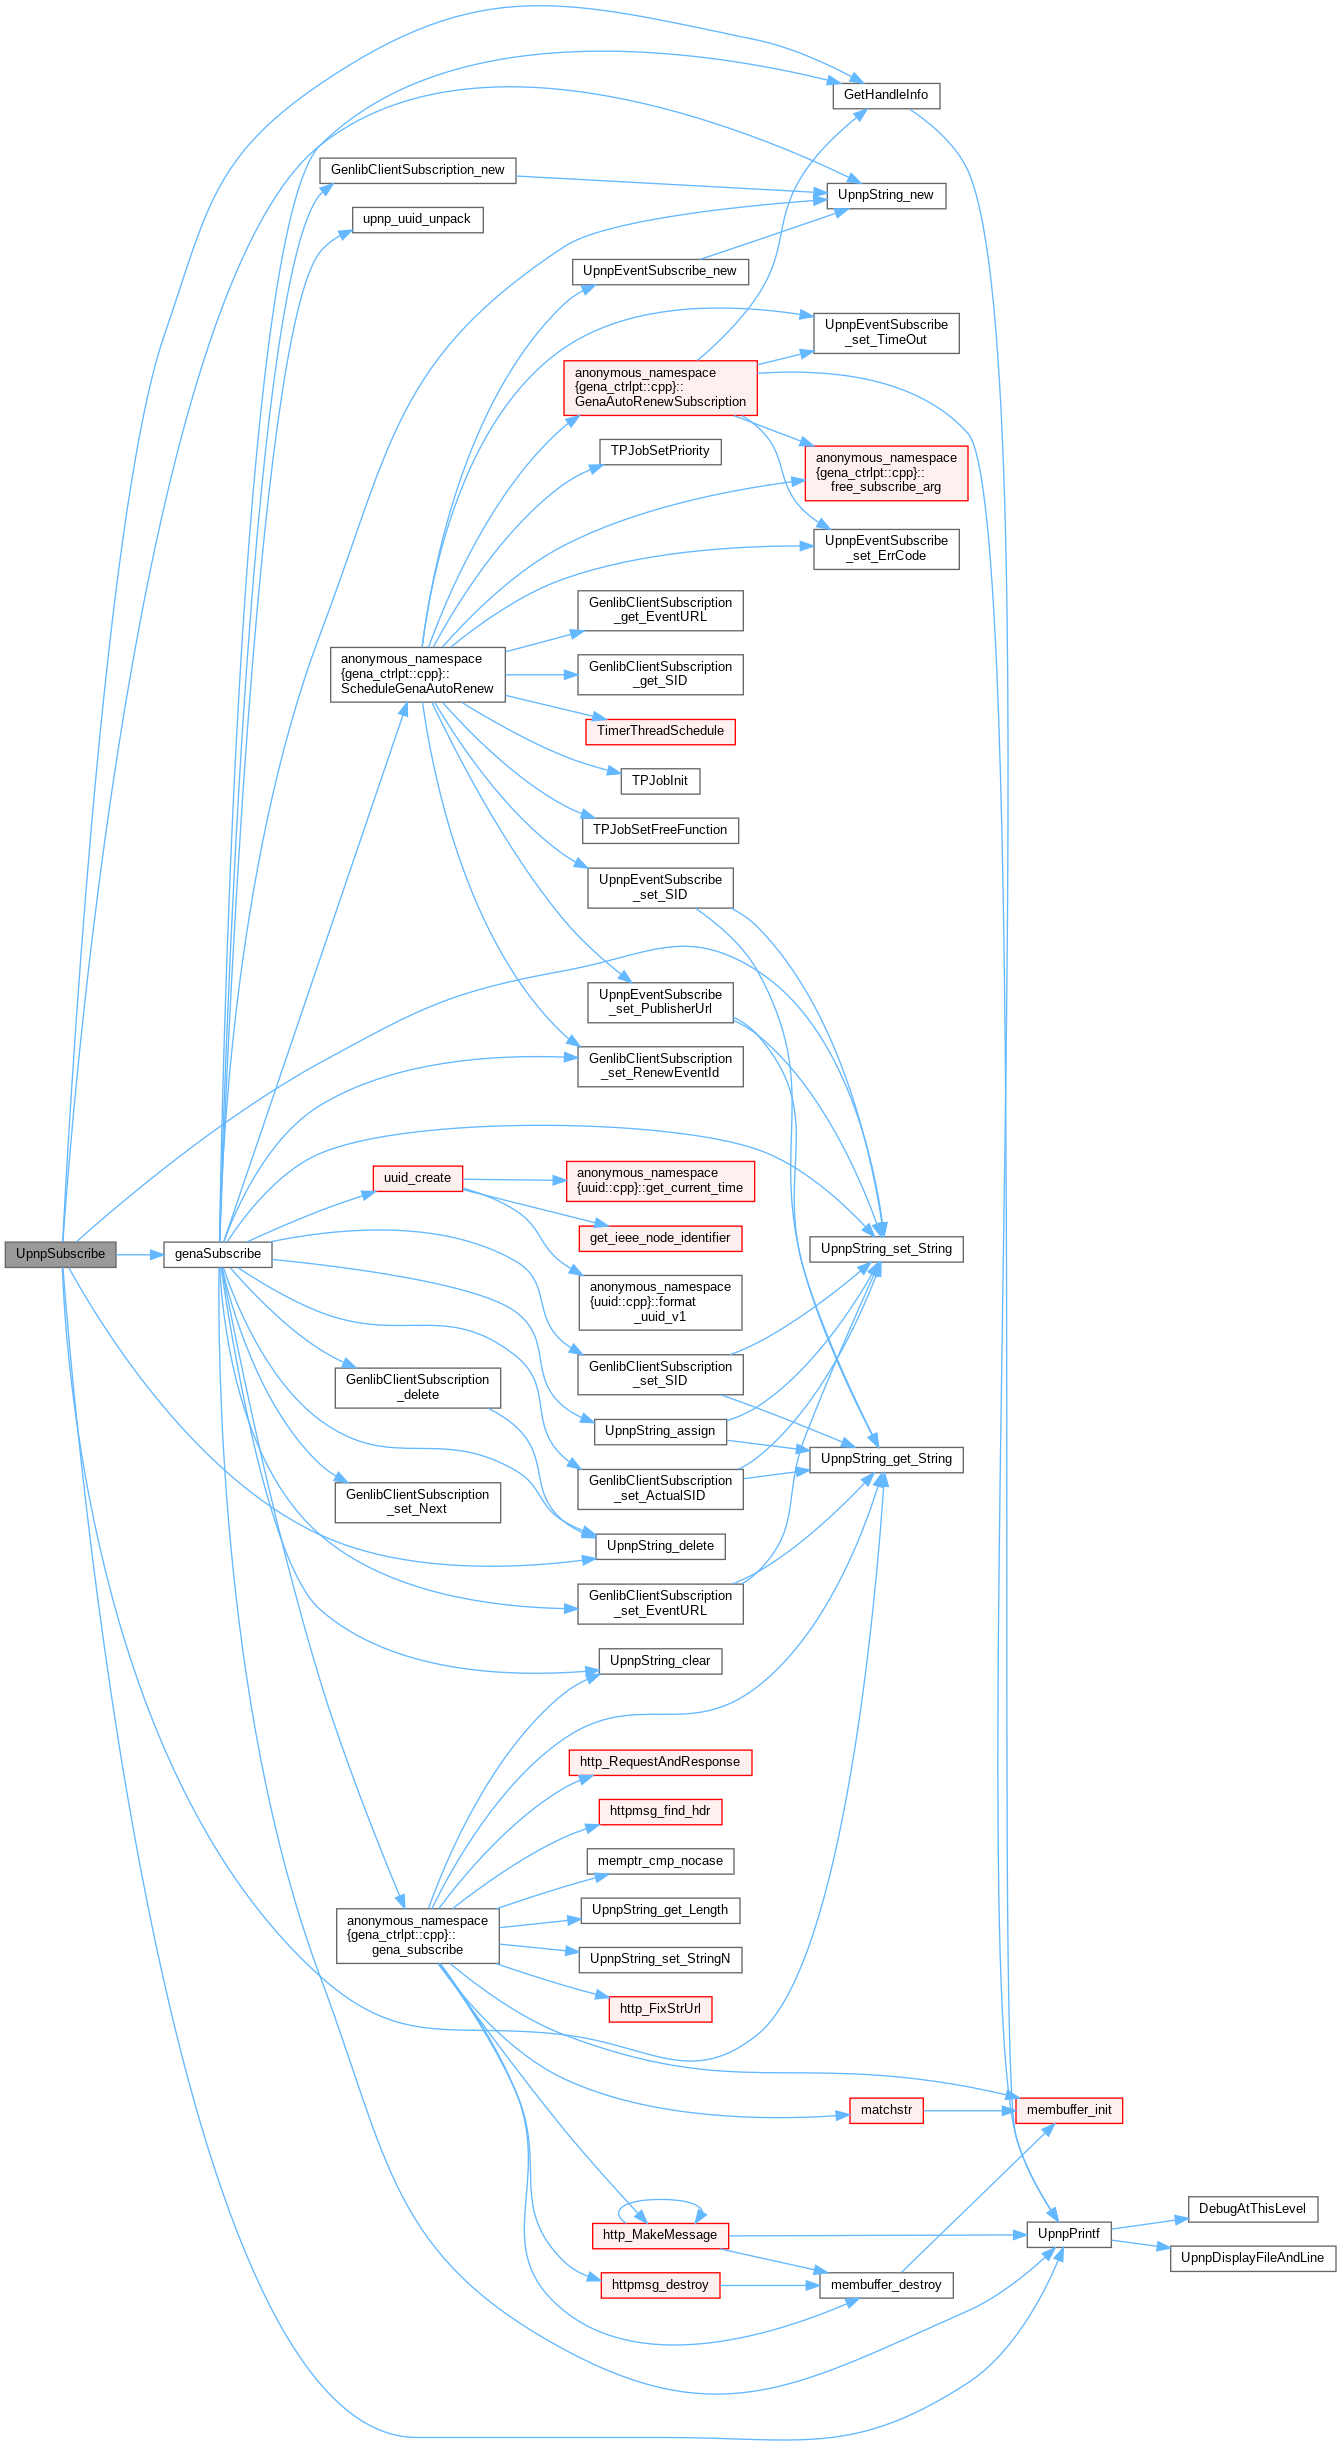 GetHandleInfo
GenlibClientSubscription_new
UpnpString_new
upnp_uuid_unpack
UpnpEventSubscribe_new
UpnpEventSubscribe
_set_TimeOut
anonymous_namespace
{gena_ctrlpt::cpp}::
GenaAutoRenewSubscription
TPJobSetPriority
anonymous_namespace
{gena_ctrlpt::cpp}::
free_subscribe_arg
UpnpEventSubscribe
_set_ErrCode
GenlibClientSubscription
_get_EventURL
anonymous_namespace
{gena_ctrlpt::cpp}::
ScheduleGenaAutoRenew
GenlibClientSubscription
_get_SID
TimerThreadSchedule
TPJobInit
TPJobSetFreeFunction
UpnpEventSubscribe
_set_SID
UpnpEventSubscribe
_set_PublisherUrl
GenlibClientSubscription
_set_RenewEventId
uuid_create
anonymous_namespace
{uuid::cpp}::get_current_time
get_ieee_node_identifier
UpnpSubscribe
genaSubscribe
UpnpString_set_String
anonymous_namespace
{uuid::cpp}::format
_uuid_v1
GenlibClientSubscription
_set_SID
GenlibClientSubscription
_delete
UpnpString_assign
UpnpString_get_String
GenlibClientSubscription
_set_ActualSID
GenlibClientSubscription
_set_Next
UpnpString_delete
GenlibClientSubscription
_set_EventURL
UpnpString_clear
http_RequestAndResponse
httpmsg_find_hdr
memptr_cmp_nocase
UpnpString_get_Length
anonymous_namespace
{gena_ctrlpt::cpp}::
gena_subscribe
UpnpString_set_StringN
http_FixStrUrl
matchstr
membuffer_init
DebugAtThisLevel
http_MakeMessage
UpnpPrintf
UpnpDisplayFileAndLine
httpmsg_destroy
membuffer_destroy